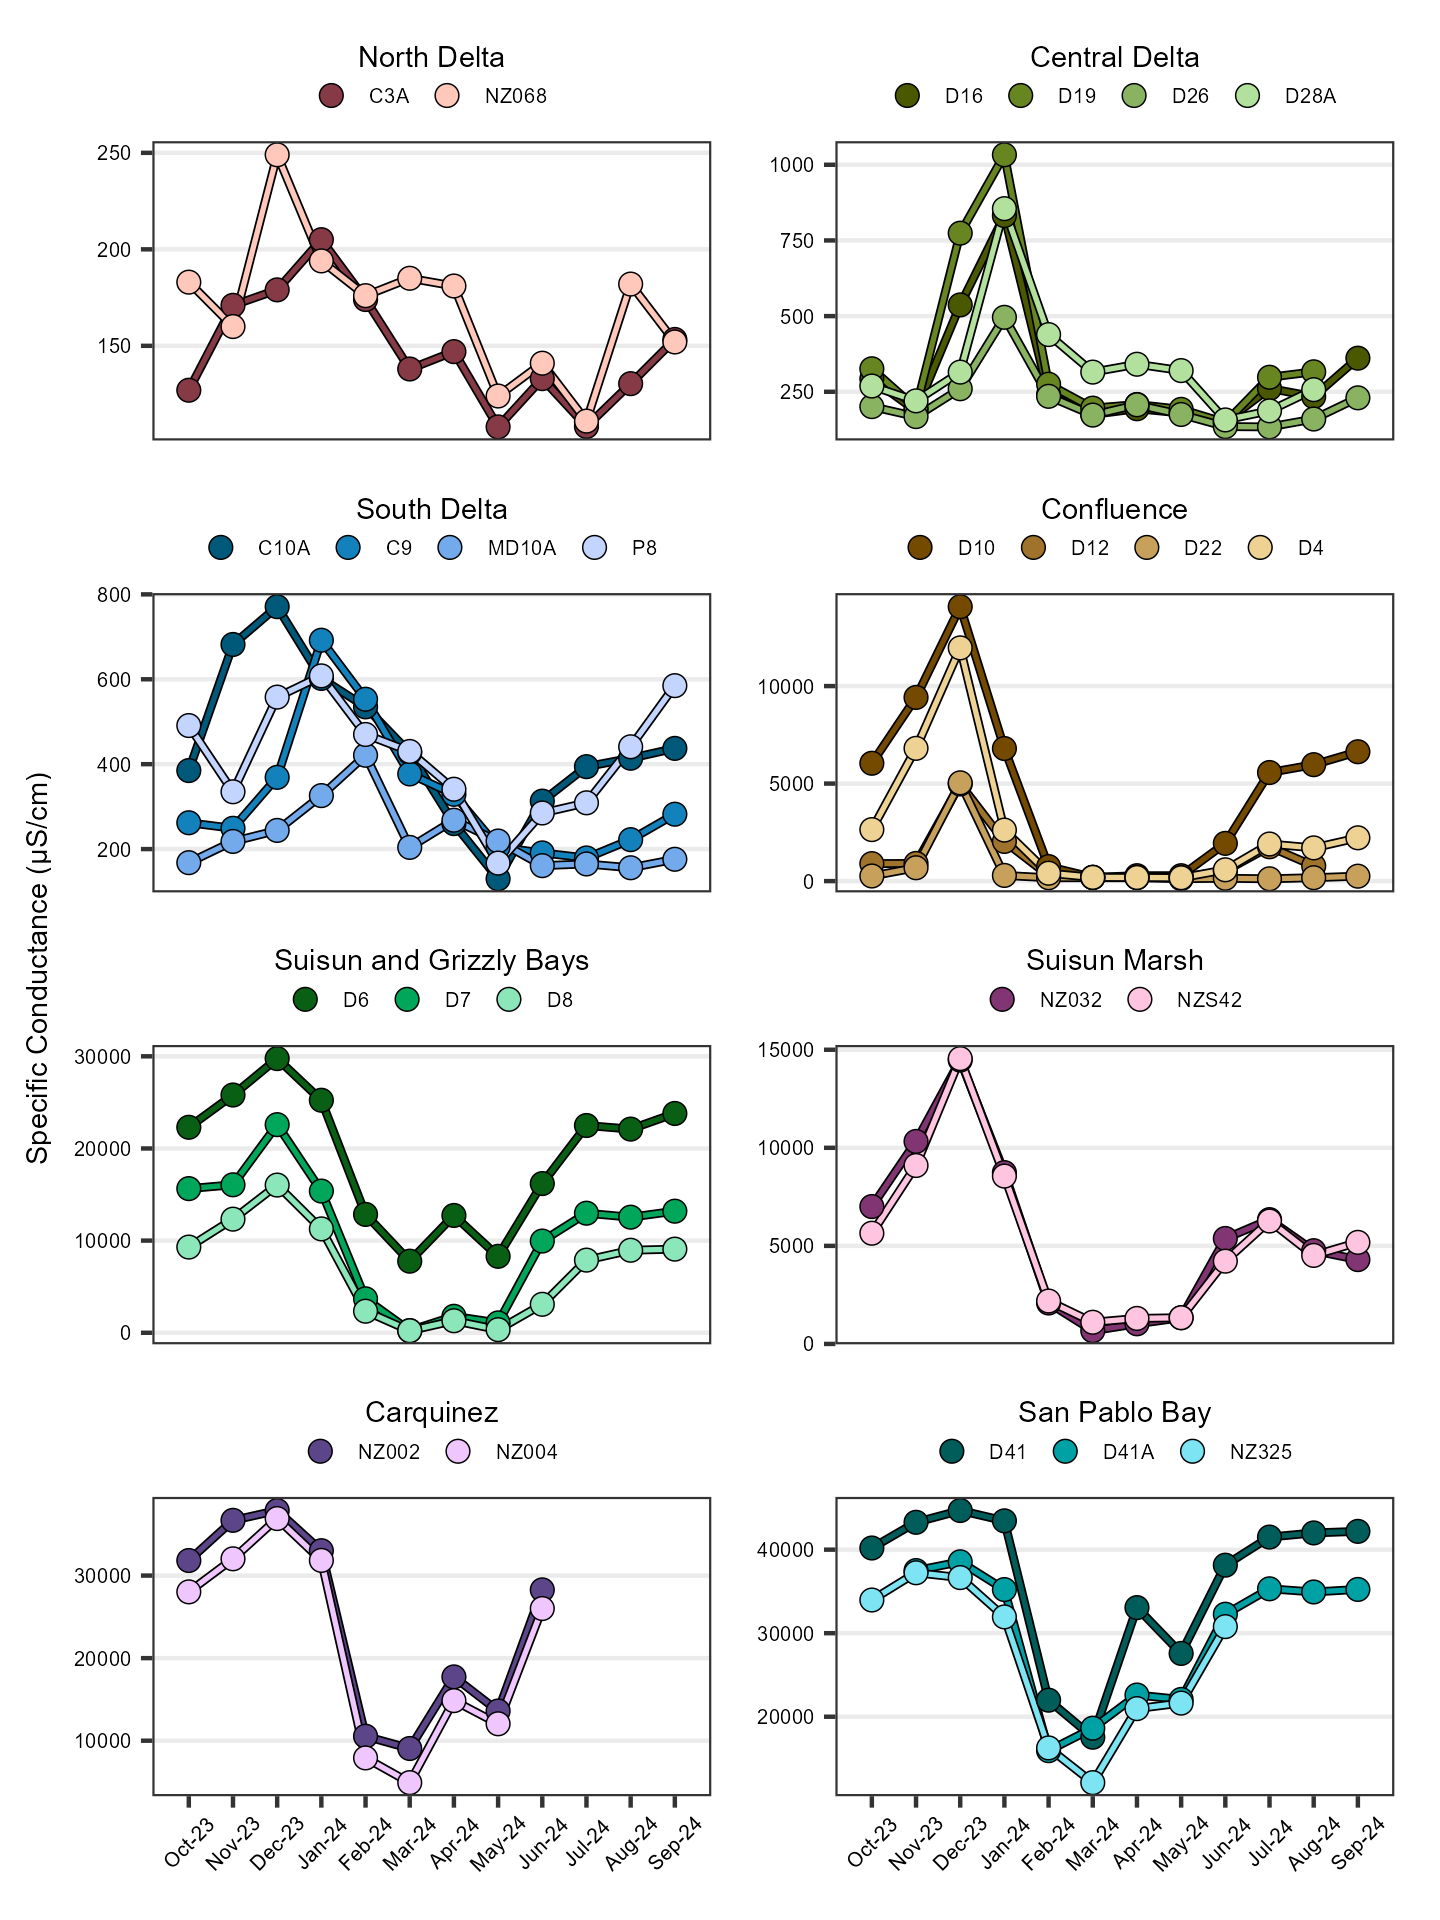 North Delta
C3A NZ068
250
200
150
Central Delta
D16 D19 D26 D28A
1000
750
500
250
South Delta
C10A C9 MD10A P8
800
600
400
200
Confluence
D10 D12 D22 D4
10000
5000
0
Specific Conductance (µS/cm)
Suisun and Grizzly Bays
D6 D7 D8
30000
20000
10000
0
Suisun Marsh
NZ032 NZS42
15000
10000
5000
0
Carquinez
NZ002 NZ004
30000
20000
10000
Oct-23 Nov-23 Dec-23 Jan-24 Feb-24 Mar-24 Apr-24 May-24 Jun-24 Jul-24 Aug-24 Sep-24
San Pablo Bay
D41 D41A NZ325
40000
30000
20000
Oct-23 Nov-23 Dec-23 Jan-24 Feb-24 Mar-24 Apr-24 May-24 Jun-24 Jul-24 Aug-24 Sep-24